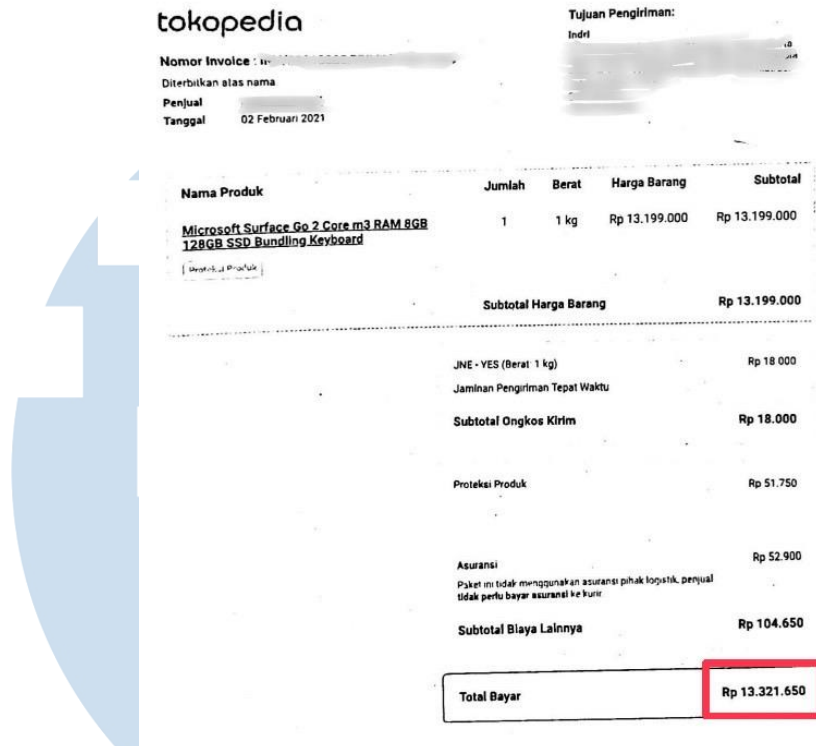 tokopedia
Tujuan Pengiriman:
Indri
Nomor Invoice :
Diterbitkan atas nama
Penjual
Tanggal 02 Februari 2021
Nama Produk Jumlah Berat Harga Barang Subtotal
Microsoft Surface Go 2 Core m3 RAM 8GB 1 1 kg Rp 13.199.000 Rp 13.199.000
128GB SSD Bundling Keyboard
Proteksi Produk
Subtotal Harga Barang Rp 13.199.000
JNE - YES (Berat 1 kg) Rp 18.000
Jaminan Pengiriman Tepat Waktu
Subtotal Ongkos Kirim Rp 18.000
Proteksi Produk Rp 51.750
Asuransi Rp 52.900
Paket ini tidak menggunakan asuransi pihak logistik, penjual
tidak perlu bayar asuransi ke kurir
Subtotal Biaya Lainnya Rp 104.650
Total Bayar Rp 13.321.650